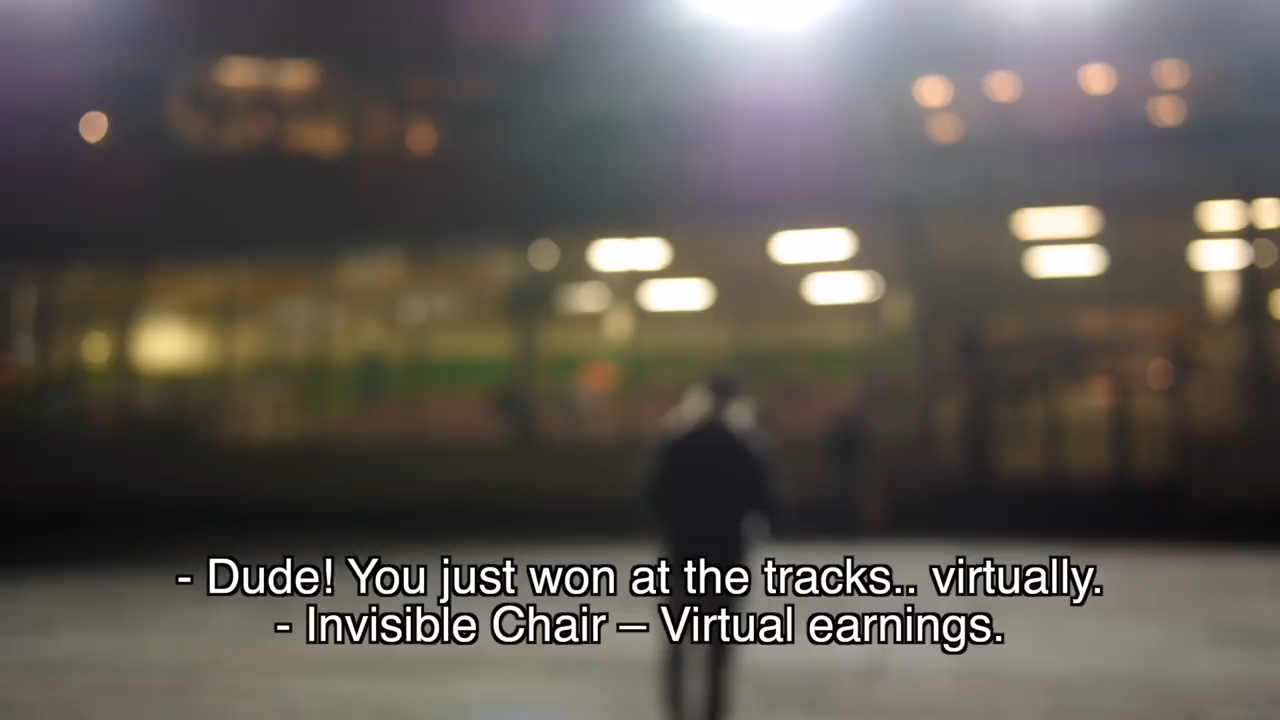 - Dude! You just won at the tracks.. virtually.
- Invisible Chair – Virtual earnings.